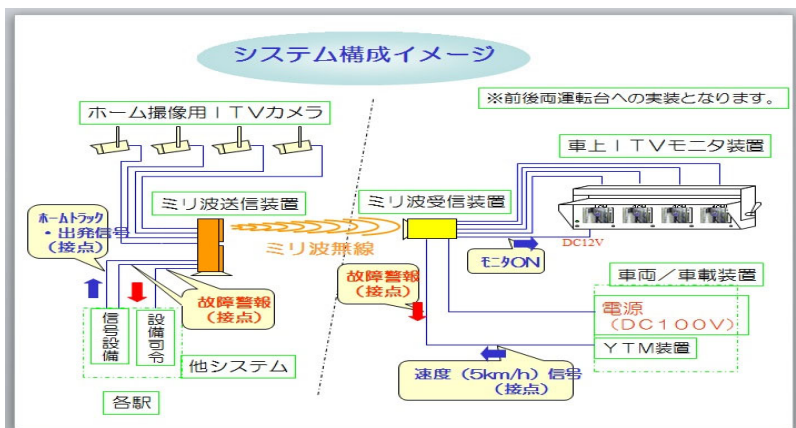 システム構成イメージ
※前後両運転台への実装となります。
ホーム撮像用ITVカメラ
車上ITVモニタ装置
ミリ波送信装置
ミリ波受信装置
ホームトラック
・出発信号
(接点)
ミリ波無線
DC12V
モニタON
故障警報
(接点)
故障警報
(接点)
車両/車載装置
電源
(DC100V)
YTM装置
信号設備
設備司令
他システム
速度(5km/h)信号
(接点)
各駅